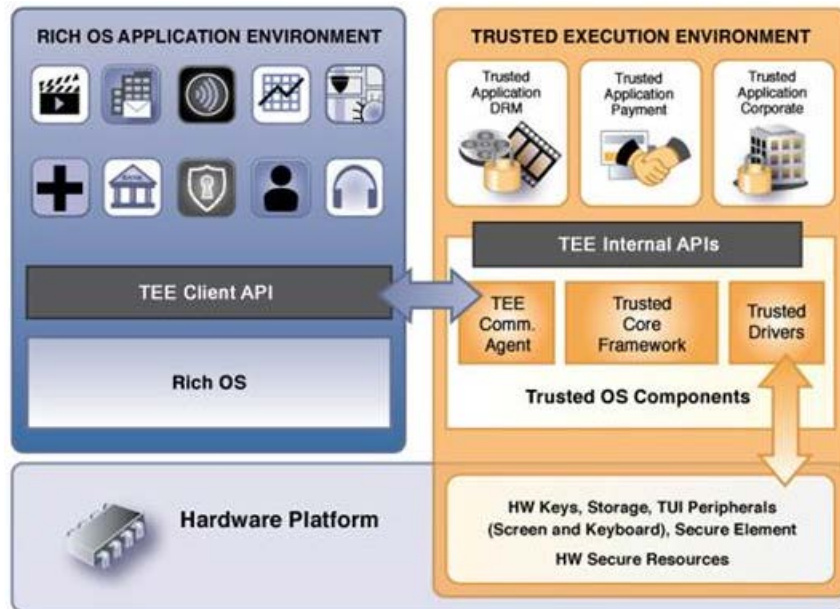 RICH OS APPLICATION ENVIRONMENT
TEE Client API
Rich OS
TRUSTED EXECUTION ENVIRONMENT
Trusted
Application
DRM
Trusted
Application
Payment
Trusted
Application
Corporate
TEE Internal APIs
TEE
Comm.
Agent
Trusted
Core
Framework
Trusted
Drivers
Trusted OS Components
Hardware Platform
HW Keys, Storage, TUI Peripherals
(Screen and Keyboard), Secure Element
HW Secure Resources